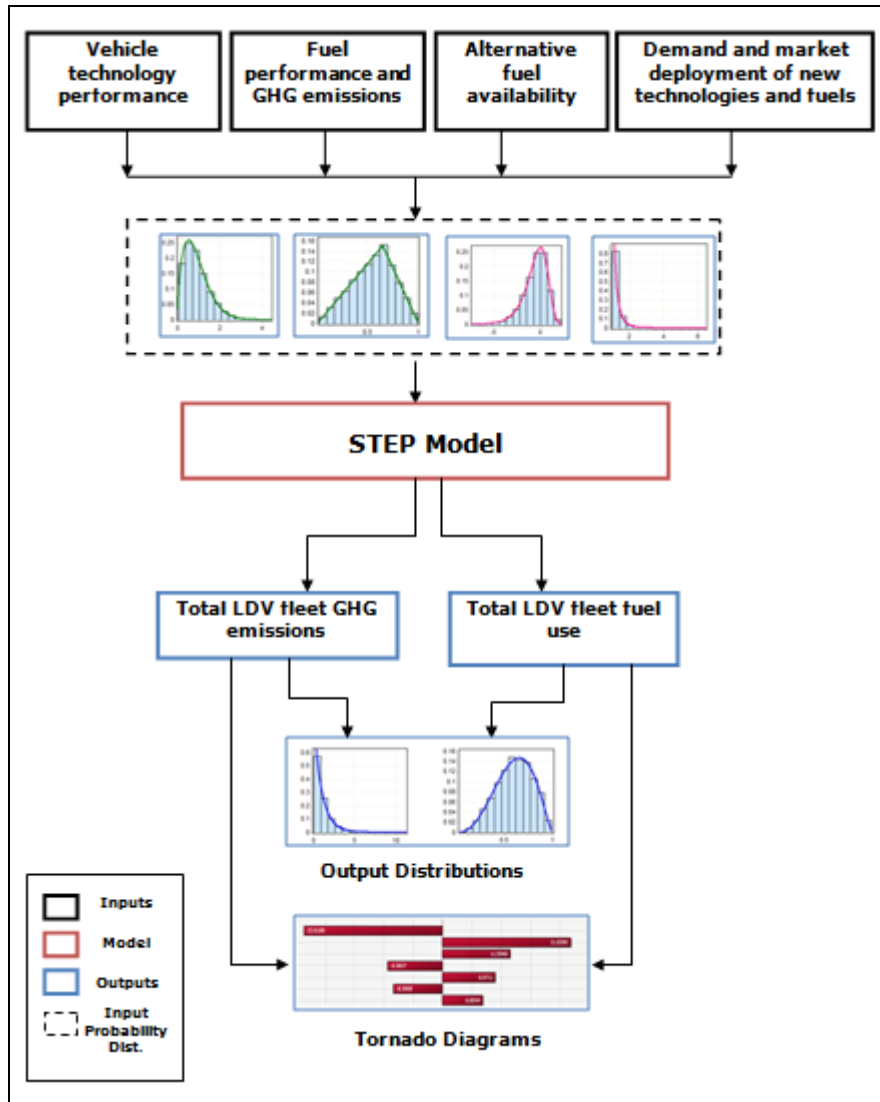 Vehicle
technology
performance
Fuel
performance and
GHG emissions
Alternative
fuel
availability
Demand and market
deployment of new
technologies and fuels
STEP Model
Total LDV fleet GHG
emissions
Total LDV fleet fuel
use
Output Distributions
Inputs
Model
Outputs
Input
Probability
Dist.
Tornado Diagrams